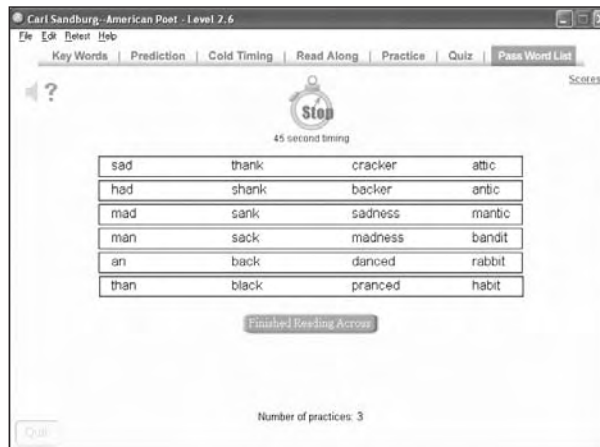 Carl Sandburg--American Poet - Level 2.6
File Edit Retest Help
Key Words | Prediction | Cold Timing | Read Along | Practice | Quiz | Pass Word List
Scores
?
Stop
45 second timing
sad thank cracker attic
had shank backer antic
mad sank sadness mantic
man sack madness bandit
an back danced rabbit
than black pranced habit
Finished Reading Across
Number of practices: 3
Quit